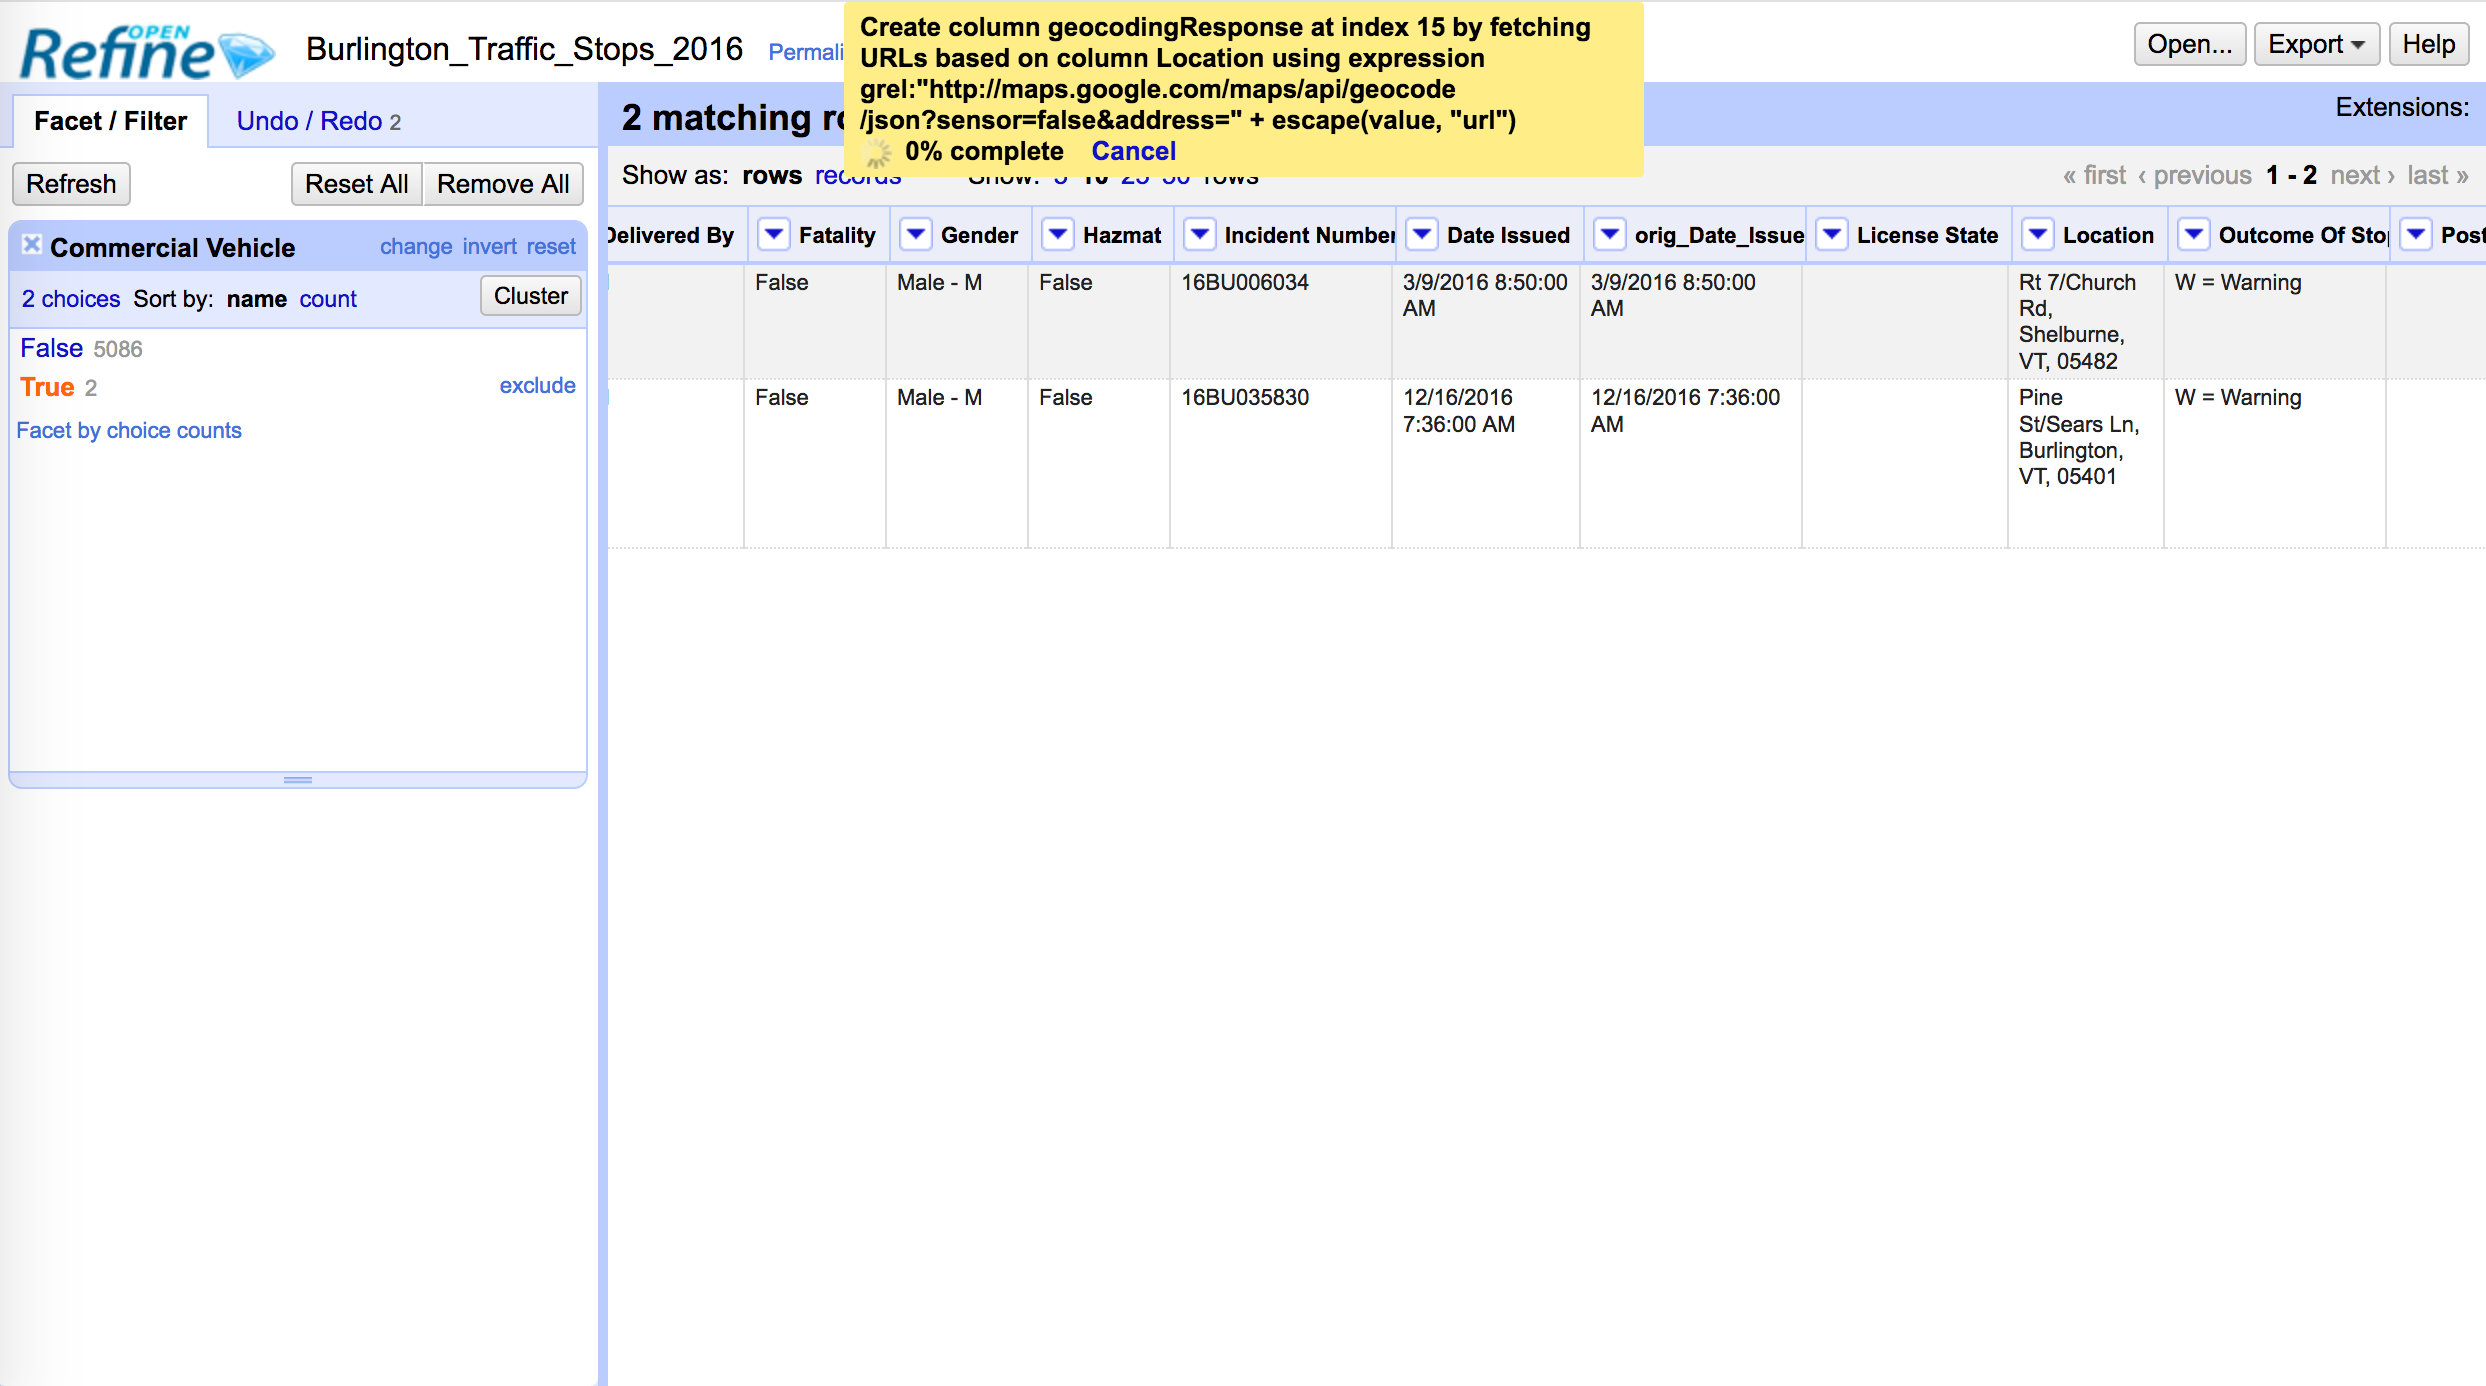 OPEN
Refine
Burlington_Traffic_Stops_2016 Permali
Create column geocodingResponse at index 15 by fetching
URLs based on column Location using expression
grel:"http://maps.google.com/maps/api/geocode
/json?sensor=false&address=" + escape(value, "url")
0% complete Cancel
Open... Export Help
Facet / Filter Undo / Redo 2
Refresh Reset All Remove All
Commercial Vehicle change invert reset
2 choices Sort by: name count Cluster
False 5086
True 2 exclude
Facet by choice counts
2 matching ro
Extensions:
Show as: rows records Show: 5 10 25 50 rows
« first ‹ previous 1 - 2 next › last »
Delivered By Fatality Gender Hazmat Incident Number Date Issued orig_Date_Issue License State Location Outcome Of Sto Post
False Male - M False 16BU006034 3/9/2016 8:50:00 3/9/2016 8:50:00 Rt 7/Church W = Warning
AM AM Rd,
Shelburne,
VT, 05482
False Male - M False 16BU035830 12/16/2016 12/16/2016 7:36:00 Pine W = Warning
7:36:00 AM AM St/Sears Ln,
Burlington,
VT, 05401